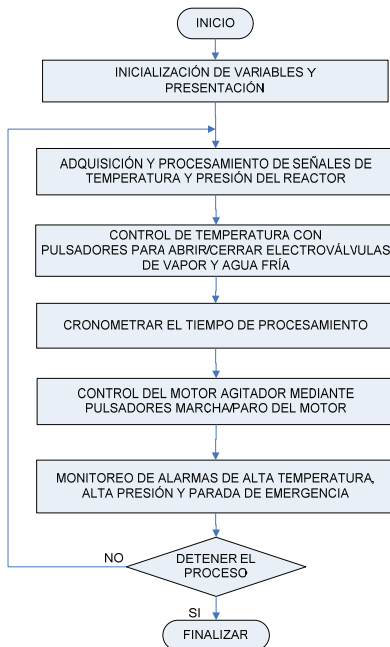 INICIO
INICIALIZACIÓN DE VARIABLES Y
PRESENTACIÓN
ADQUISICIÓN Y PROCESAMIENTO DE SEÑALES DE
TEMPERATURA Y PRESIÓN DEL REACTOR
CONTROL DE TEMPERATURA CON
PULSADORES PARA ABRIR/CERRAR ELECTROVÁLVULAS
DE VAPOR Y AGUA FRÍA
CRONOMETRAR EL TIEMPO DE PROCESAMIENTO
CONTROL DEL MOTOR AGITADOR MEDIANTE
PULSADORES MARCHA/PARO DEL MOTOR
MONITOREO DE ALARMAS DE ALTA TEMPERATURA,
ALTA PRESIÓN Y PARADA DE EMERGENCIA
NO
DETENER EL
PROCESO
SI
FINALIZAR